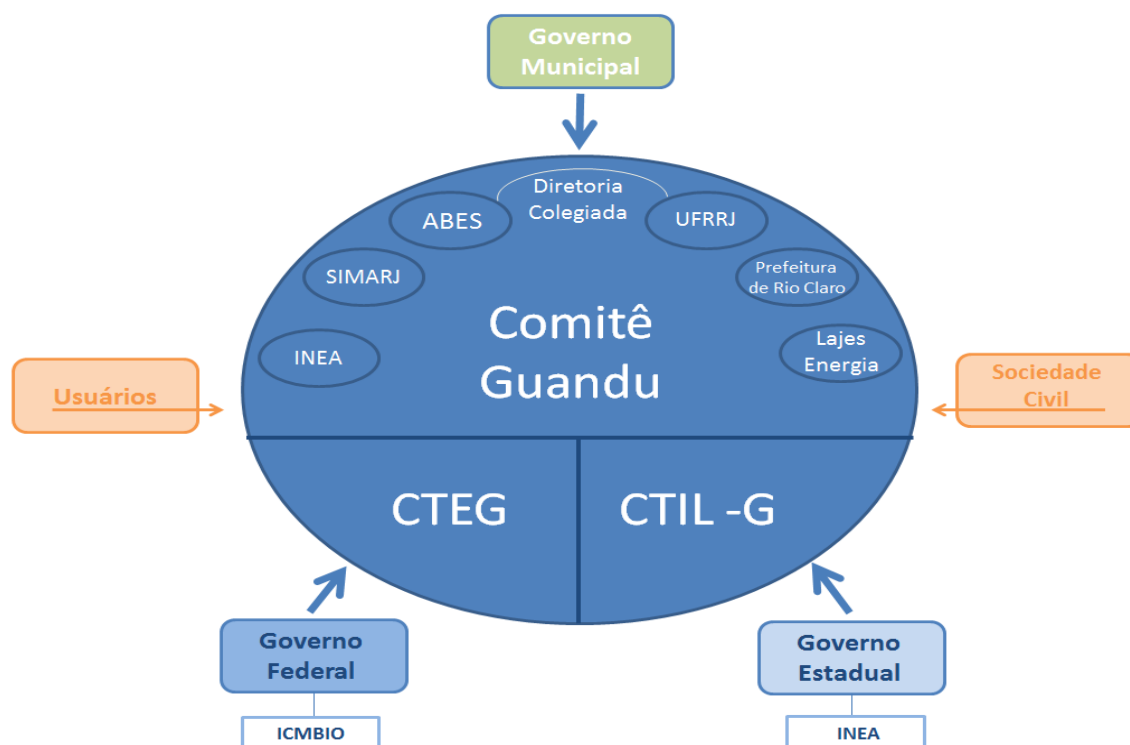 Governo
Municipal
Diretoria
Colegiada
ABES
UFRRJ
SIMARJ
Prefeitura
de Rio Claro
INEA
Lajes
Energia
Comitê
Guandu
Usuários
Sociedade
Civil
CTEG
CTIL -G
Governo
Federal
Governo
Estadual
ICMBIO
INEA